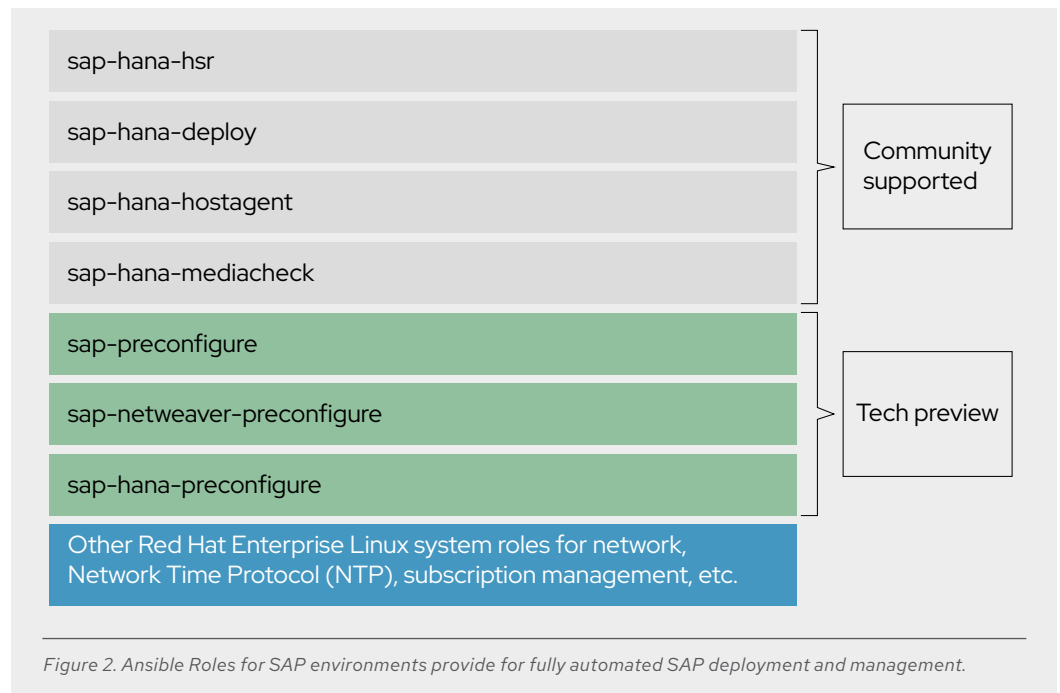 sap-hana-hsr
sap-hana-deploy
sap-hana-hostagent
sap-hana-mediacheck
Community
supported
sap-preconfigure
sap-netweaver-preconfigure
sap-hana-preconfigure
Tech preview
Other Red Hat Enterprise Linux system roles for network,
Network Time Protocol (NTP), subscription management, etc.
Figure 2. Ansible Roles for SAP environments provide for fully automated SAP deployment and management.